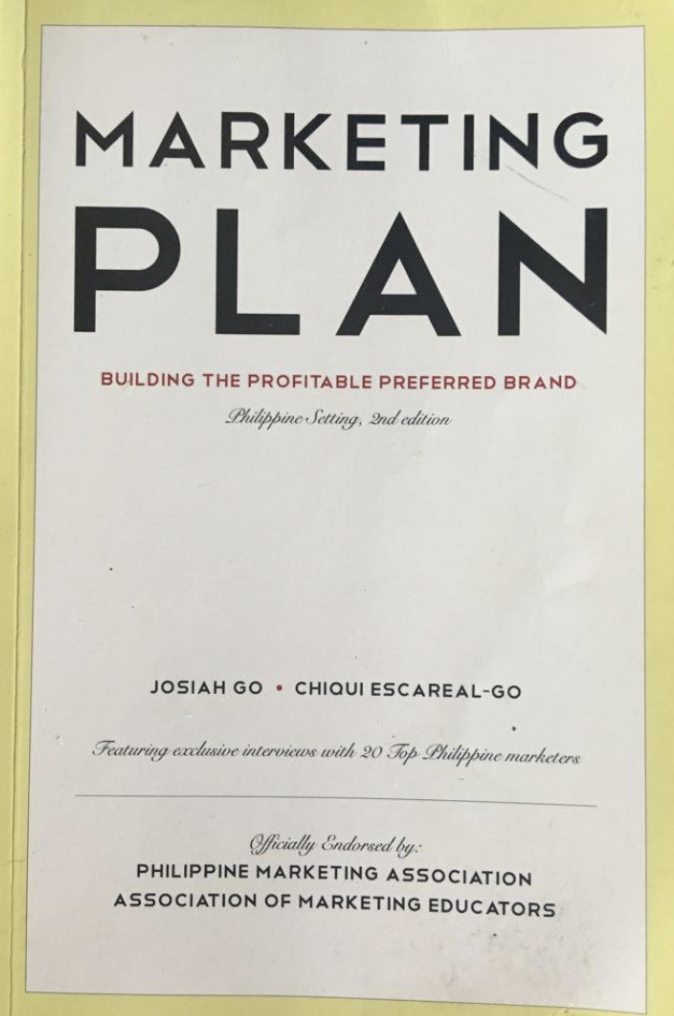 MARKETING
PLAN
BUILDING THE PROFITABLE PREFERRED BRAND
Philippine Setting, 2nd edition
JOSIAH GO • CHIQUI ESCAREAL-GO
Featuring exclusive interviews with 20 Top Philippine marketers
Officially Endorsed by:
PHILIPPINE MARKETING ASSOCIATION
ASSOCIATION OF MARKETING EDUCATORS